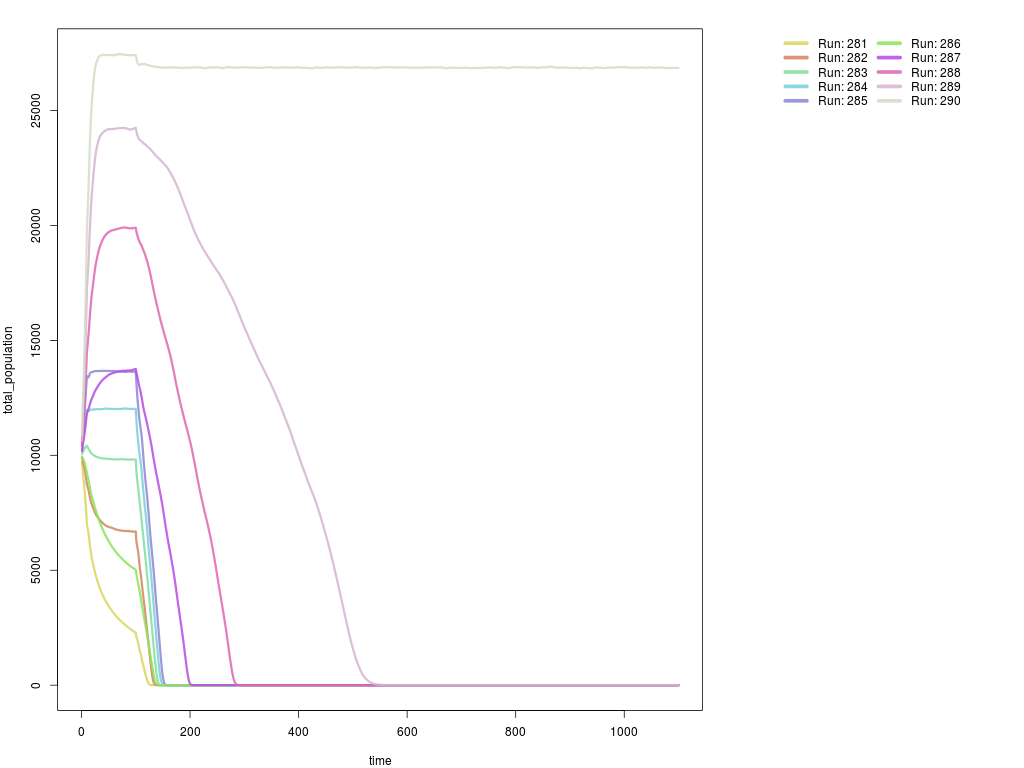 total_population
25000
20000
15000
10000
5000
0
0 200 400 600 800 1000
time
Run: 281 Run: 286
Run: 282 Run: 287
Run: 283 Run: 288
Run: 284 Run: 289
Run: 285 Run: 290